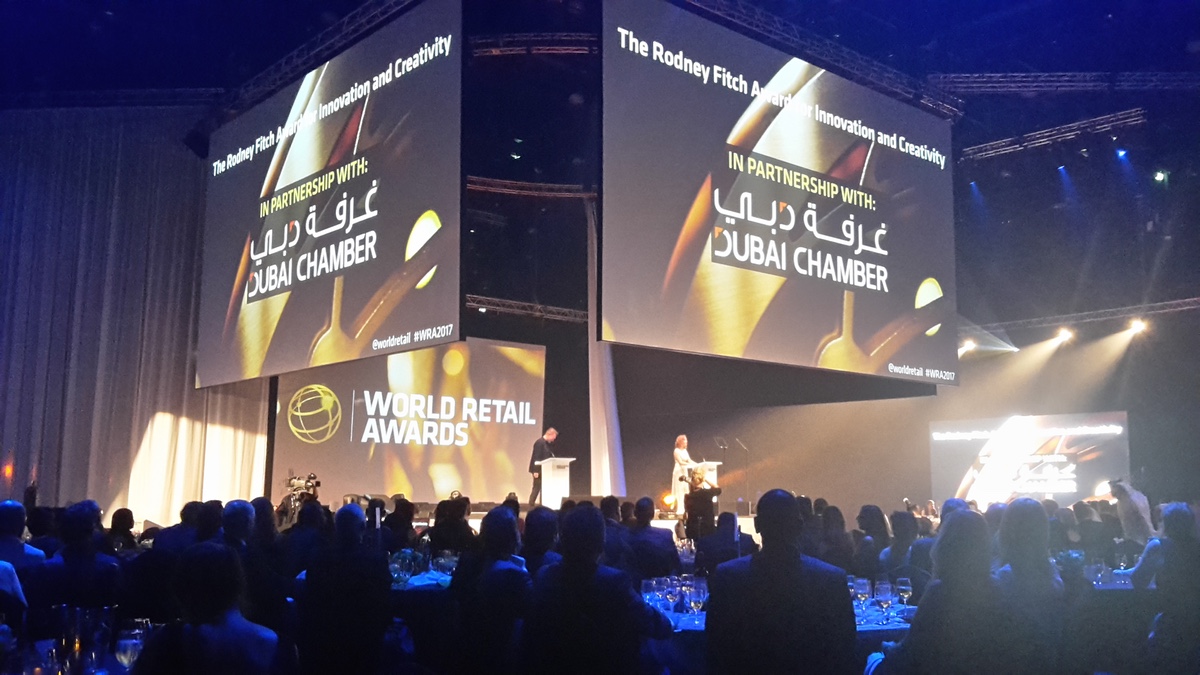 The Rodney Fitch Award for Innovation and Creativity
IN PARTNERSHIP WITH:
غرفة دبي
DUBAI CHAMBER
@worldretail #WRA2017
The Rodney Fitch Award for Innovation and Creativity
IN PARTNERSHIP WITH:
غرفة دبي
DUBAI CHAMBER
@worldretail #WRA2017
WORLD RETAIL
AWARDS